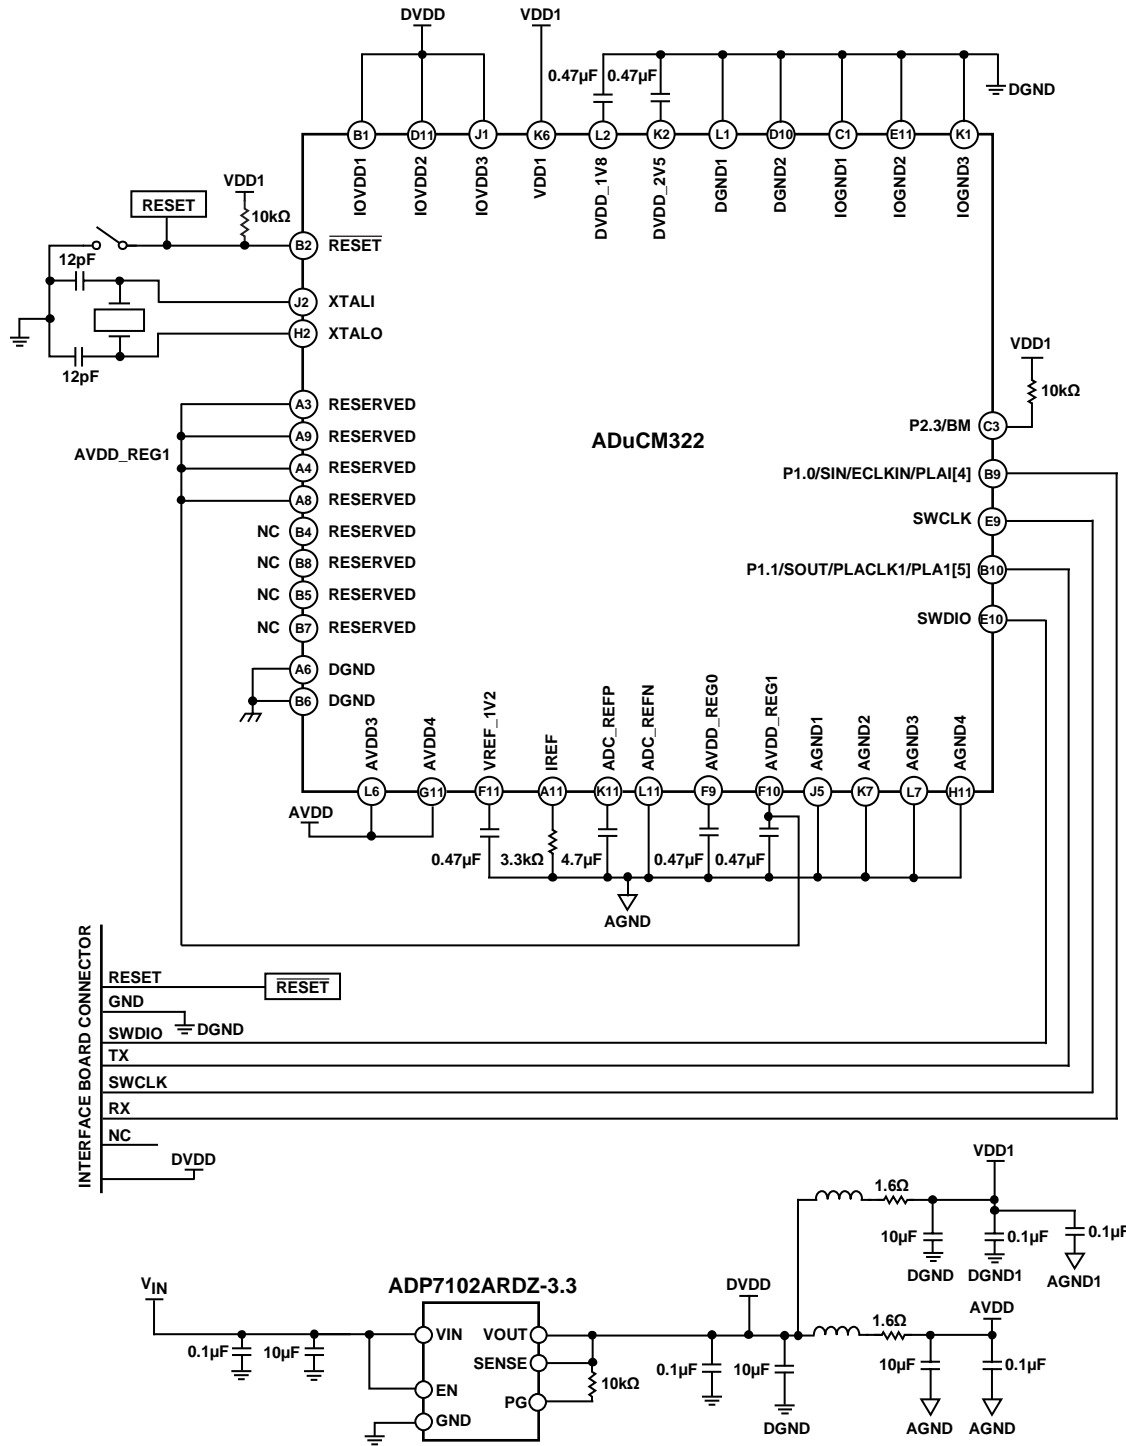 DVDD
VDD1
0.47µF
0.47µF
DGND
B1
D11
J1
K6
L2
K2
L1
D10
C1
E11
K1
IOVDD1
IOVDD2
IOVDD3
VDD1
DVDD_1V8
DVDD_2V5
DGND1
DGND2
IOGND1
IOGND2
IOGND3
VDD1
RESET
10kΩ
B2
RESET
12pF
J2
XTALI
H2
XTALO
12pF
VDD1
10kΩ
A3
RESERVED
A9
RESERVED
AVDD_REG1
A4
RESERVED
A8
RESERVED
NC
B4
RESERVED
NC
B8
RESERVED
NC
B5
RESERVED
NC
B7
RESERVED
A6
DGND
B6
DGND
ADuCM322
P2.3/BM
C3
P1.0/SIN/ECLKIN/PLAI[4]
B9
SWCLK
E9
P1.1/SOUT/PLACLK1/PLA1[5]
B10
SWDIO
E10
AVDD3
AVDD4
VREF_1V2
IREF
ADC_REFP
ADC_REFN
AVDD_REG0
AVDD_REG1
AGND1
AGND2
AGND3
AGND4
L6
G11
F11
A11
K11
L11
F9
F10
J5
K7
L7
H11
AVDD
0.47µF
3.3kΩ
4.7µF
0.47µF
0.47µF
AGND
INTERFACE BOARD CONNECTOR
RESET
RESET
GND
DGND
SWDIO
TX
SWCLK
RX
NC
DVDD
VDD1
1.6Ω
10µF
0.1µF
0.1µF
DGND
DGND1
AGND1
VIN
ADP7102ARDZ-3.3
DVDD
AVDD
1.6Ω
VIN
VOUT
0.1µF
10µF
SENSE
0.1µF
10µF
10µF
0.1µF
EN
10kΩ
PG
GND
DGND
AGND
AGND